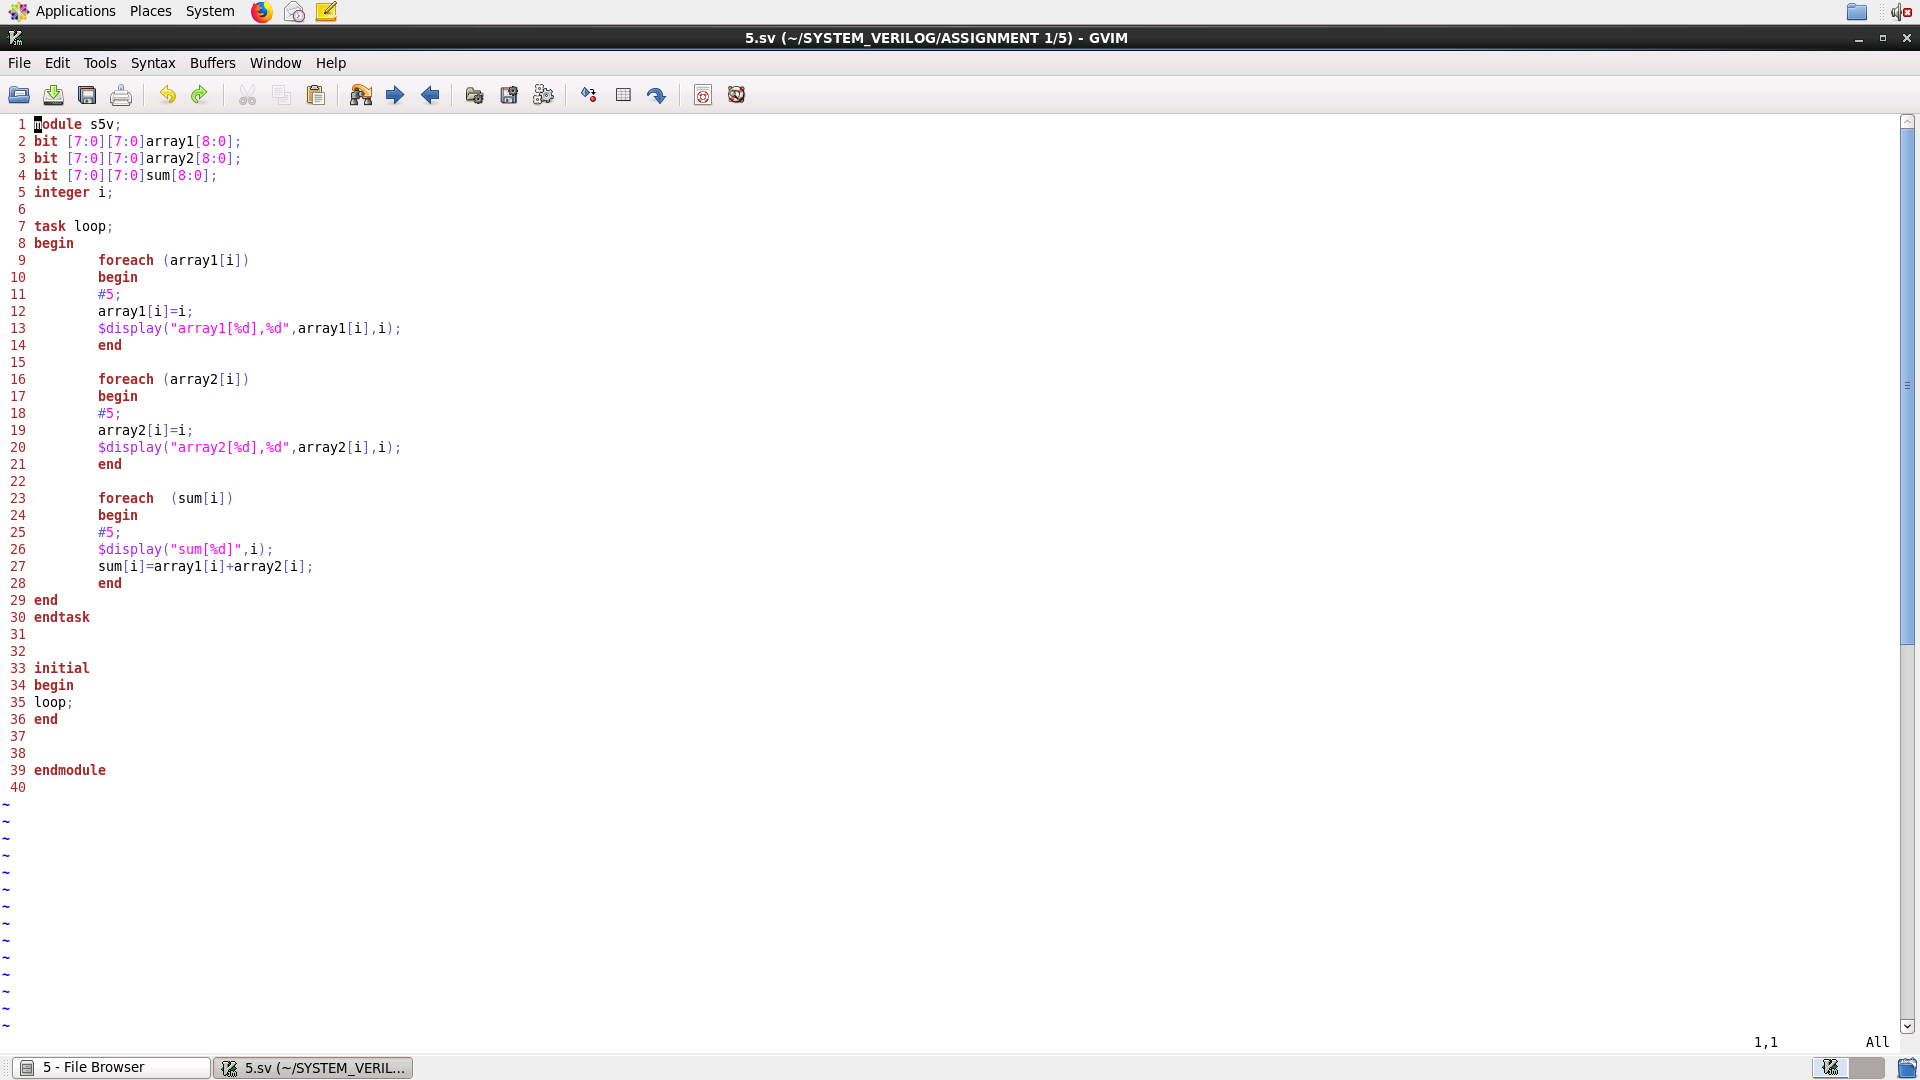 Applications Places System
5.sv (~/SYSTEM_VERILOG/ASSIGNMENT 1/5) - GVIM
File Edit Tools Syntax Buffers Window Help
1 module s5v;
2 bit [7:0][7:0]array1[8:0];
3 bit [7:0][7:0]array2[8:0];
4 bit [7:0][7:0]sum[8:0];
5 integer i;
6
7 task loop;
8 begin
9         foreach (array1[i])
10         begin
11         #5;
12         array1[i]=i;
13         $display("array1[%d],%d",array1[i],i);
14         end
15
16         foreach (array2[i])
17         begin
18         #5;
19         array2[i]=i;
20         $display("array2[%d],%d",array2[i],i);
21         end
22
23         foreach  (sum[i])
24         begin
25         #5;
26         $display("sum[%d]",i);
27         sum[i]=array1[i]+array2[i];
28         end
29 end
30 endtask
31
32
33 initial
34 begin
35 loop;
36 end
37
38
39 endmodule
40
~
~
~
~
~
~
~
~
~
~
~
~
~
~
1,1 All
5 - File Browser 5.sv (~/SYSTEM_VERIL...